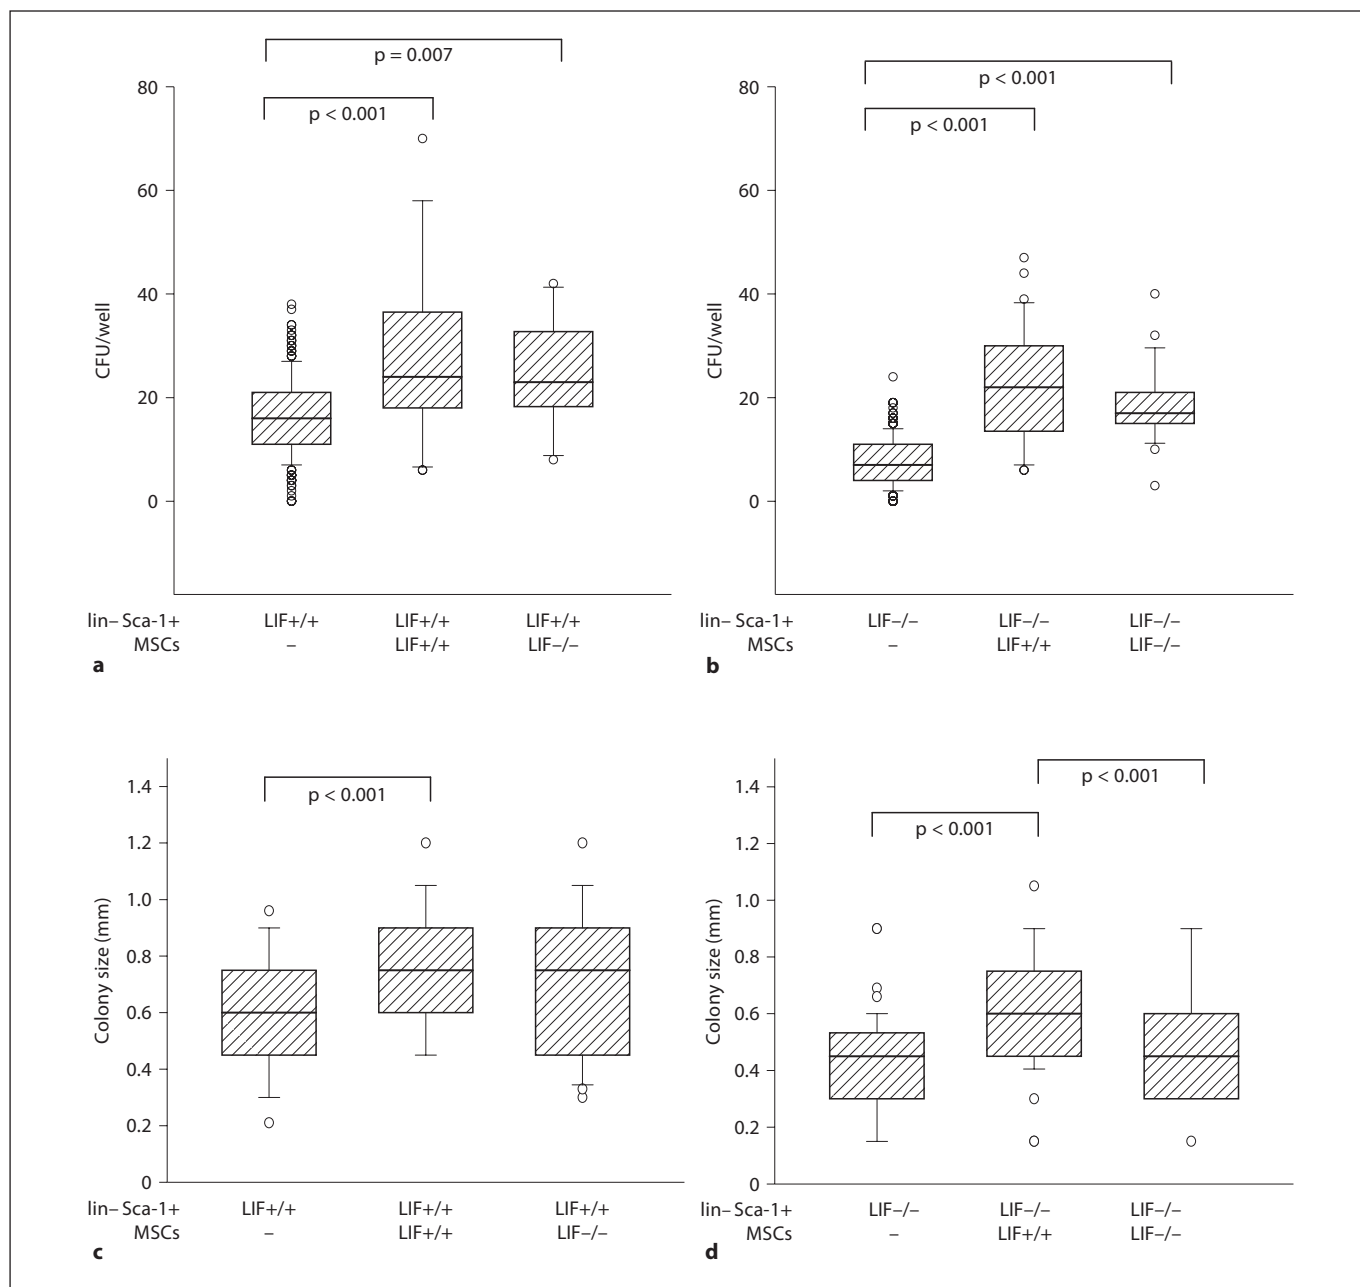 p = 0.007
p < 0.001
80
60
40
20
0
CFU/well
lin– Sca-1+ LIF+/+ LIF+/+ LIF+/+
MSCs – LIF+/+ LIF–/–
a
p < 0.001
p < 0.001
80
60
40
20
0
CFU/well
lin– Sca-1+ LIF–/– LIF–/– LIF–/–
MSCs – LIF+/+ LIF–/–
b
p < 0.001
1.4
1.2
1.0
0.8
0.6
0.4
0.2
0
Colony size (mm)
lin– Sca-1+ LIF+/+ LIF+/+ LIF+/+
MSCs – LIF+/+ LIF–/–
c
p < 0.001
p < 0.001
1.4
1.2
1.0
0.8
0.6
0.4
0.2
0
Colony size (mm)
lin– Sca-1+ LIF–/– LIF–/– LIF–/–
MSCs – LIF+/+ LIF–/–
d